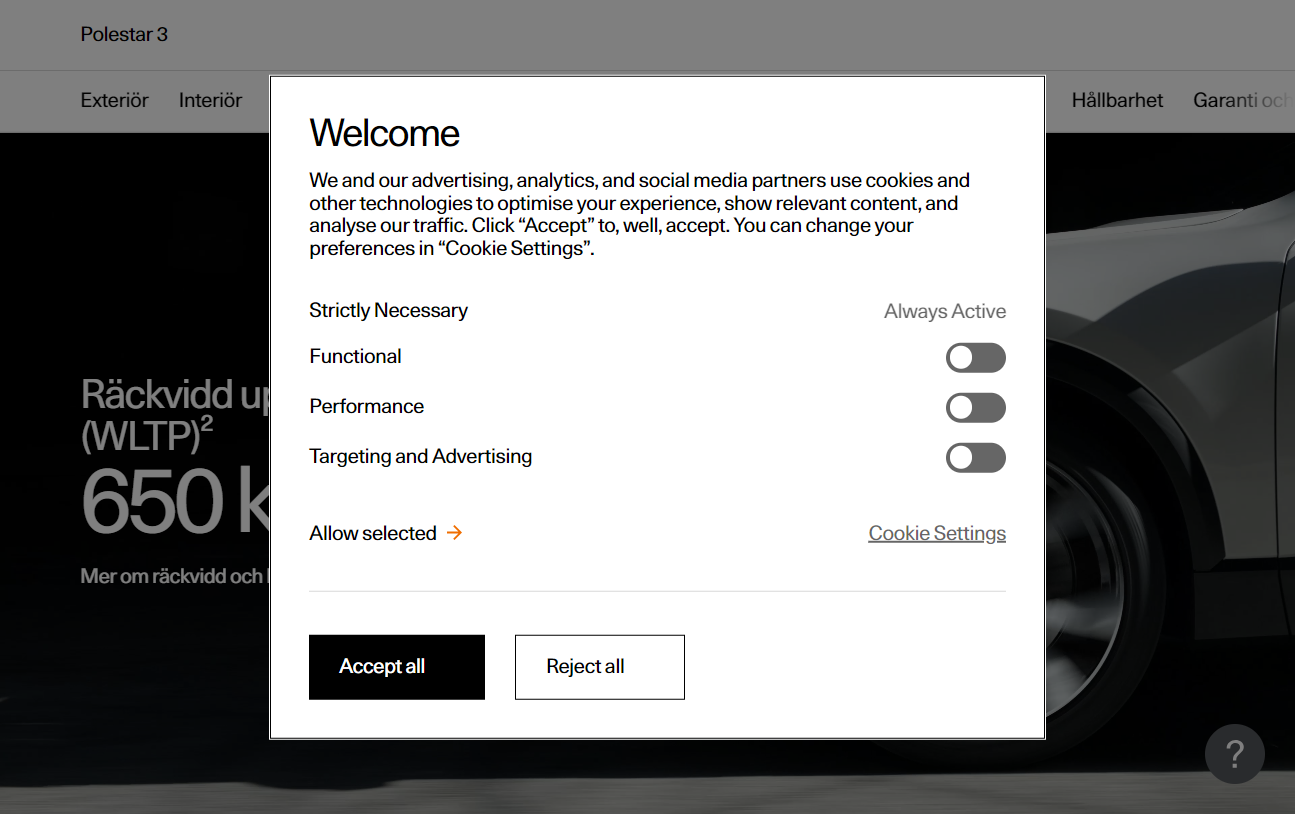 Polestar 3
Exteriör Interiör Hållbarhet Garanti och
Welcome
We and our advertising, analytics, and social media partners use cookies and
other technologies to optimise your experience, show relevant content, and
analyse our traffic. Click “Accept” to, well, accept. You can change your
preferences in “Cookie Settings”.
Strictly Necessary Always Active
Functional
Performance
Targeting and Advertising
Räckvidd up
(WLTP)²
650 k
Mer om räckvidd och
Allow selected → Cookie Settings
Accept all Reject all
?